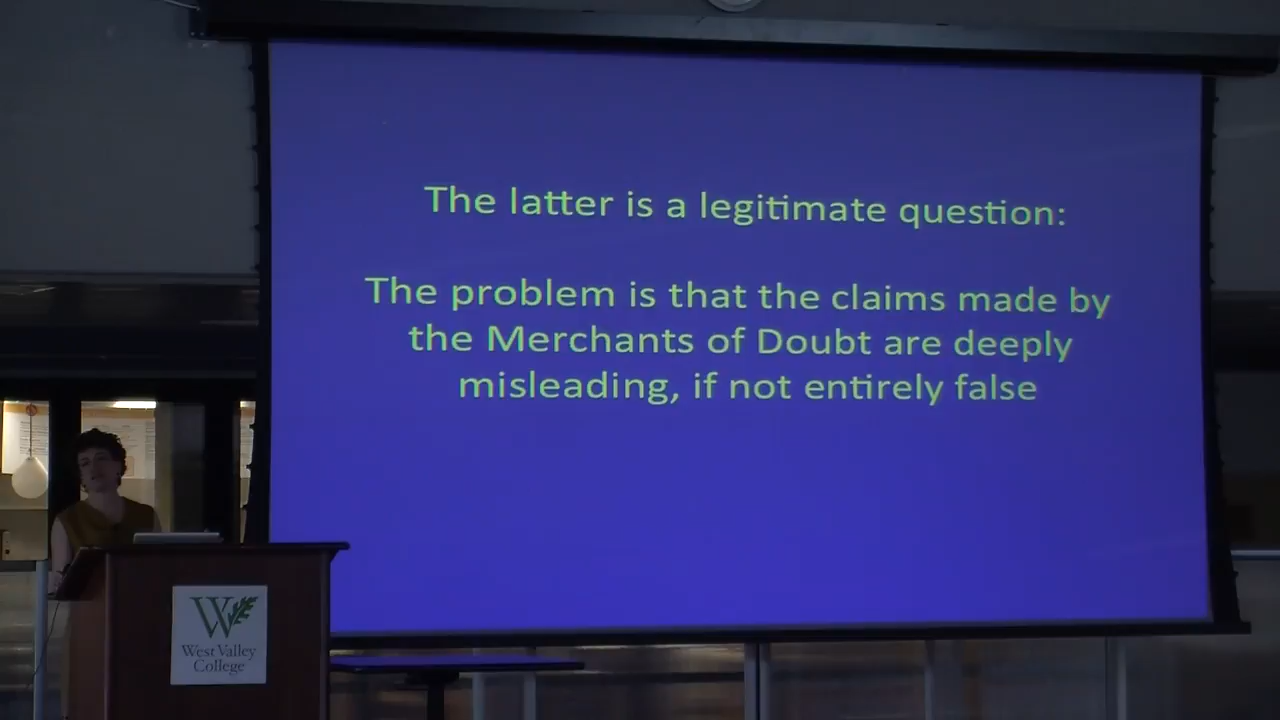 The latter is a legitimate question:
The problem is that the claims made by
the Merchants of Doubt are deeply
misleading, if not entirely false
W
West Valley
College